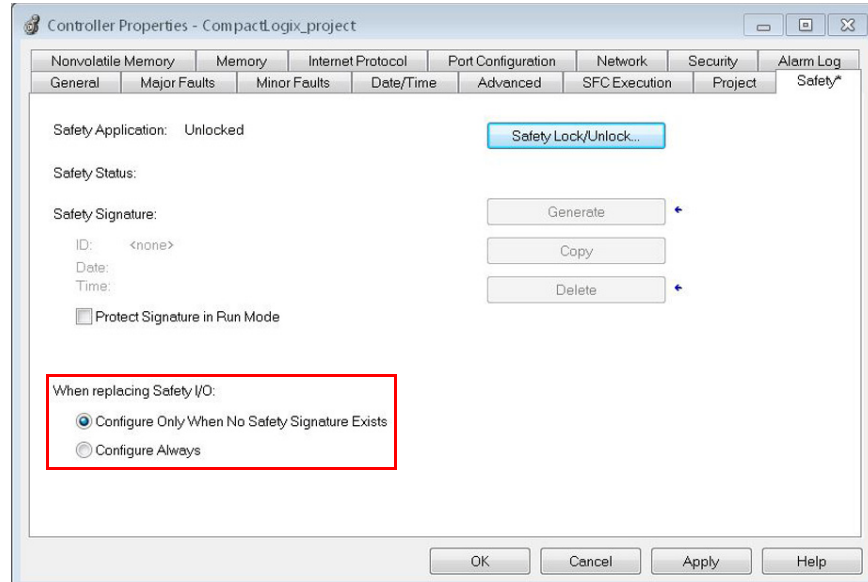 Controller Properties - CompactLogix_project
Nonvolatile Memory Memory Internet Protocol Port Configuration Network Security Alarm Log
General Major Faults Minor Faults Date/Time Advanced SFC Execution Project Safety*
Safety Application: Unlocked Safety Lock/Unlock...
Safety Status:
Safety Signature: Generate
ID: <none> Copy
Date:
Time: Delete
Protect Signature in Run Mode
When replacing Safety I/O:
Configure Only When No Safety Signature Exists
Configure Always
OK Cancel Apply Help